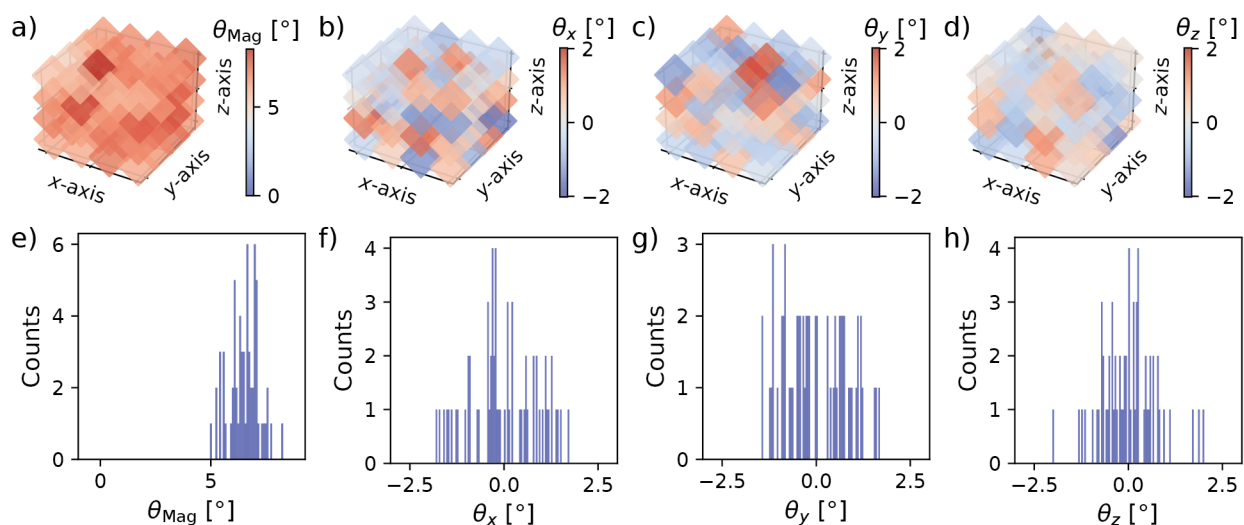 a) θMag [°] b) θx [°] c) θy [°] d) θz [°]
z-axis z-axis z-axis z-axis
5 0 2 0 −2 2 0 −2 2 0 −2
x-axis y-axis x-axis y-axis x-axis y-axis x-axis y-axis
e) f) g) h)
6 4 2 0 4 3 2 1 0 3 2 1 0 4 3 2 1 0
Counts Counts Counts Counts
0 5 −2.5 0.0 2.5 −2.5 0.0 2.5 −2.5 0.0 2.5
θMag [°] θx [°] θy [°] θz [°]